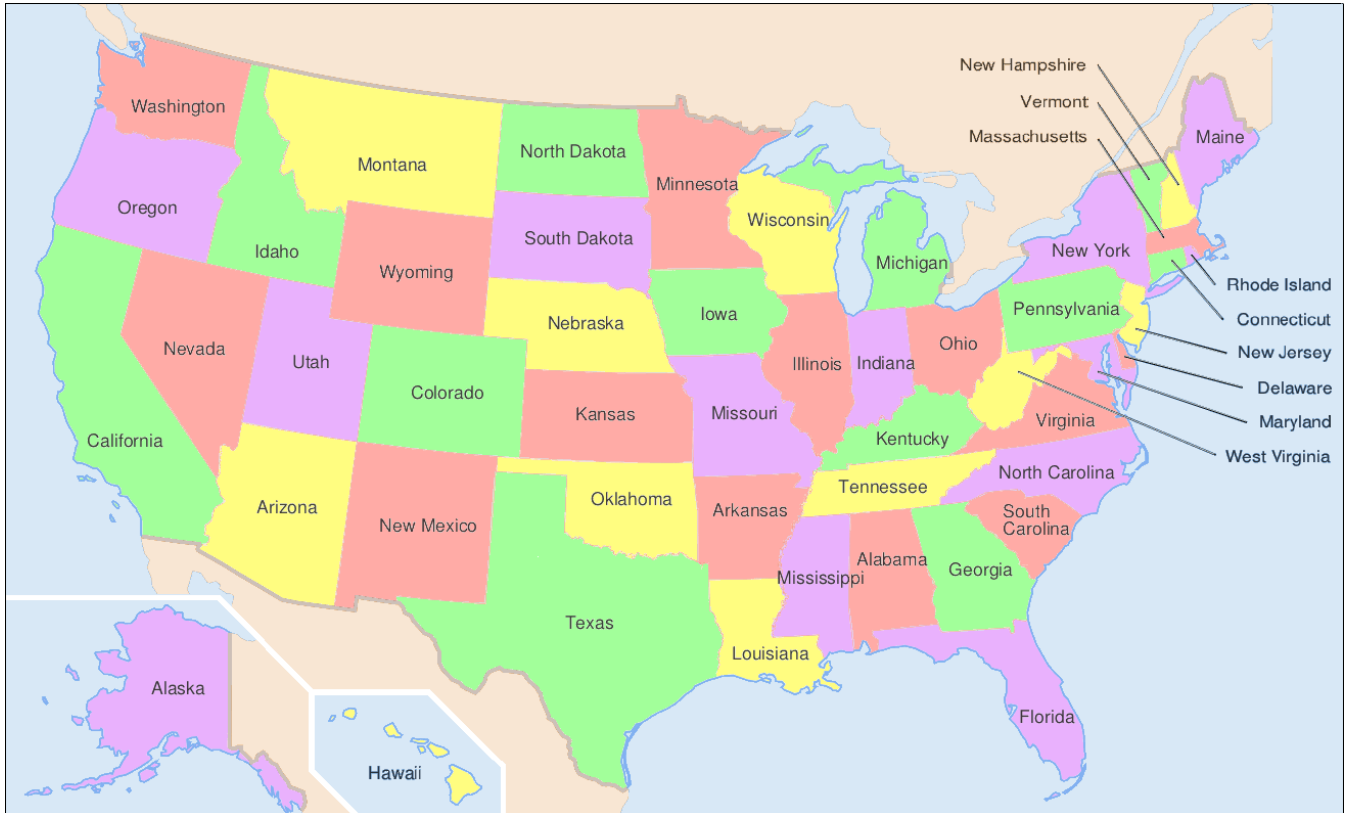 New Hampshire
Vermont
Massachusetts
Washington
Maine
North Dakota
Montana
Minnesota
Oregon
Wisconsin
South Dakota
New York
Idaho
Michigan
Wyoming
Rhode Island
Pennsylvania
Iowa
Connecticut
Nebraska
Ohio
Nevada
New Jersey
Utah
Illinois
Indiana
Delaware
Colorado
Kansas
Missouri
Virginia
Maryland
California
Kentucky
West Virginia
North Carolina
Tennessee
Oklahoma
Arizona
Arkansas
South
Carolina
New Mexico
Alabama
Georgia
Mississippi
Texas
Louisiana
Alaska
Florida
Hawaii